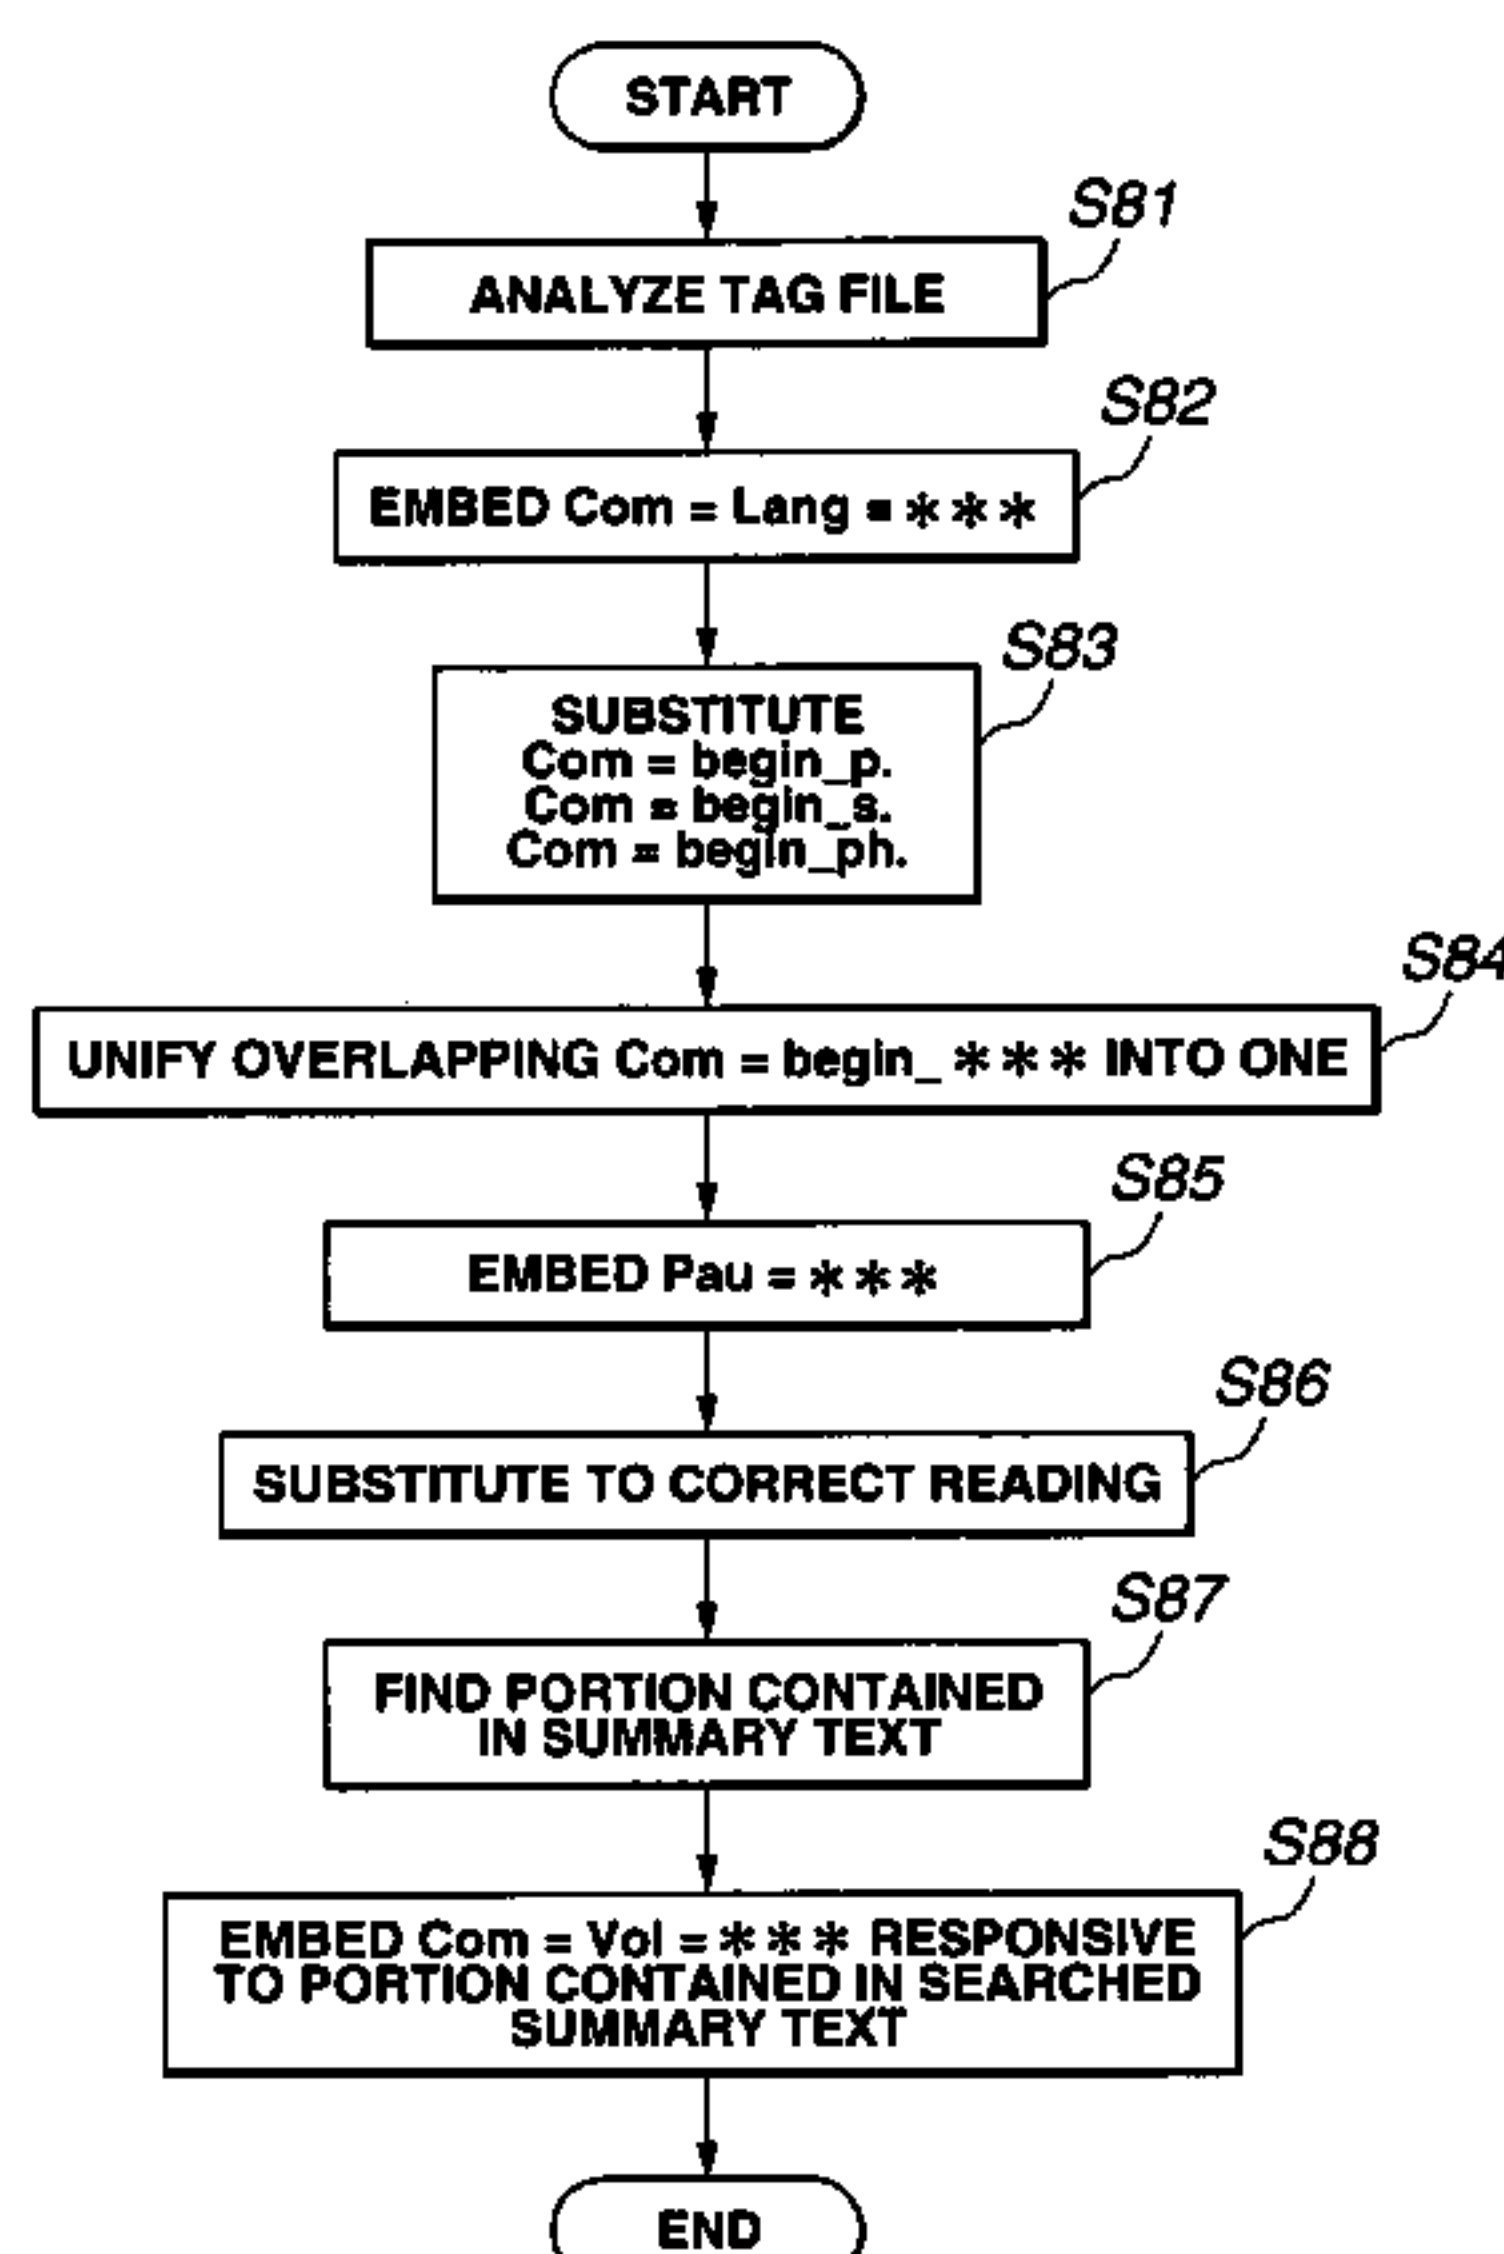 START
S81
ANALYZE TAG FILE
S82
EMBED Com = Lang = ***
S83
SUBSTITUTE
Com = begin_p.
Com = begin_s.
Com = begin_ph.
S84
UNIFY OVERLAPPING Com = begin_ *** INTO ONE
S85
EMBED Pau = ***
S86
SUBSTITUTE TO CORRECT READING
S87
FIND PORTION CONTAINED
IN SUMMARY TEXT
S88
EMBED Com = Vol = *** RESPONSIVE
TO PORTION CONTAINED IN SEARCHED
SUMMARY TEXT
END